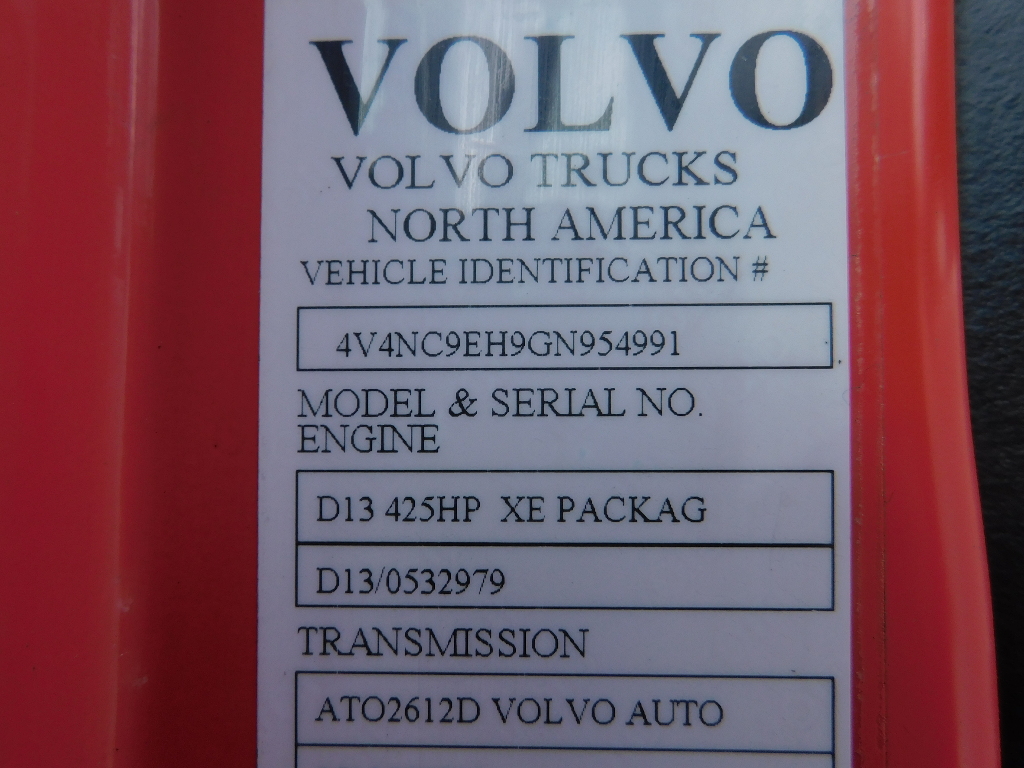 VOLVO
VOLVO TRUCKS
NORTH AMERICA
VEHICLE IDENTIFICATION #
4V4NC9EH9GN954991
MODEL & SERIAL NO.
ENGINE
D13 425HP XE PACKAG
D13/0532979
TRANSMISSION
ATO2612D VOLVO AUTO